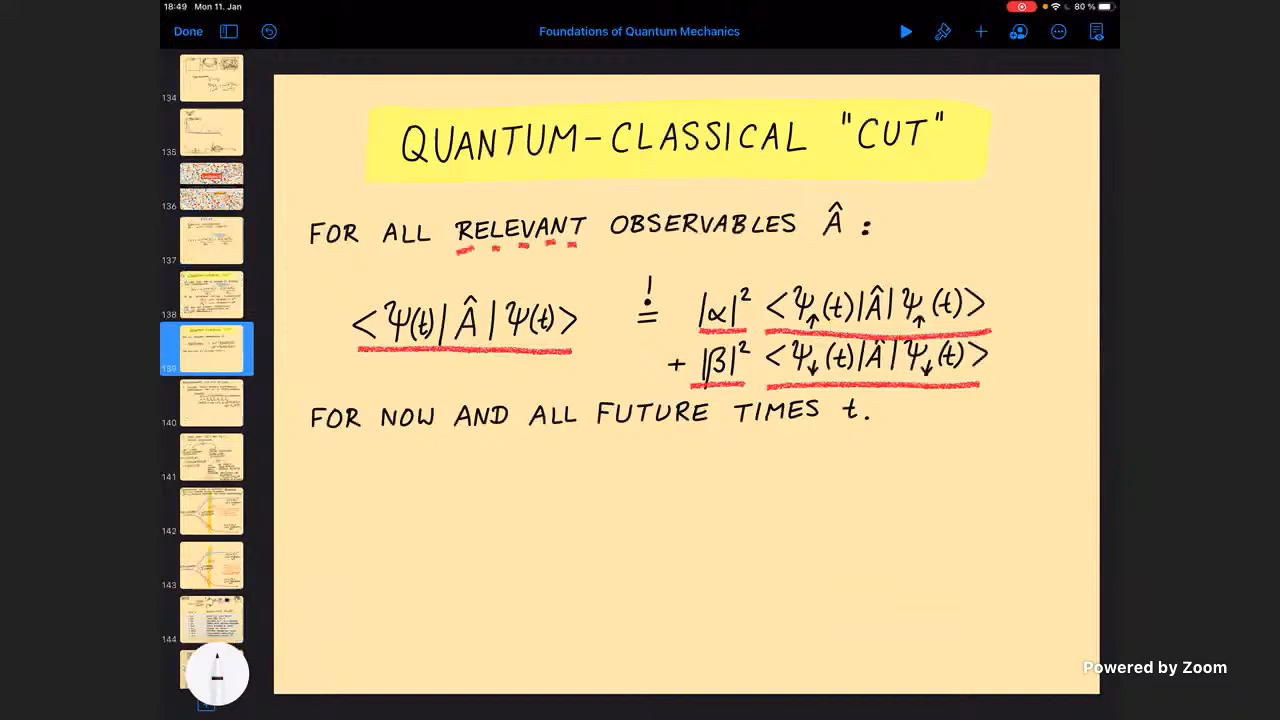 18:49 Mon 11. Jan
80 %
Done
Foundations of Quantum Mechanics
134
135
136
137
138
139
140
141
142
143
144
QUANTUM-CLASSICAL "CUT"
FOR ALL RELEVANT OBSERVABLES Â :
<Ψ(t)|Â|Ψ(t)> =! |α|² <Ψ↑(t)|Â|Ψ↑(t)>
+ |β|² <Ψ↓(t)|Â|Ψ↓(t)>
FOR NOW AND ALL FUTURE TIMES t.
Powered by Zoom